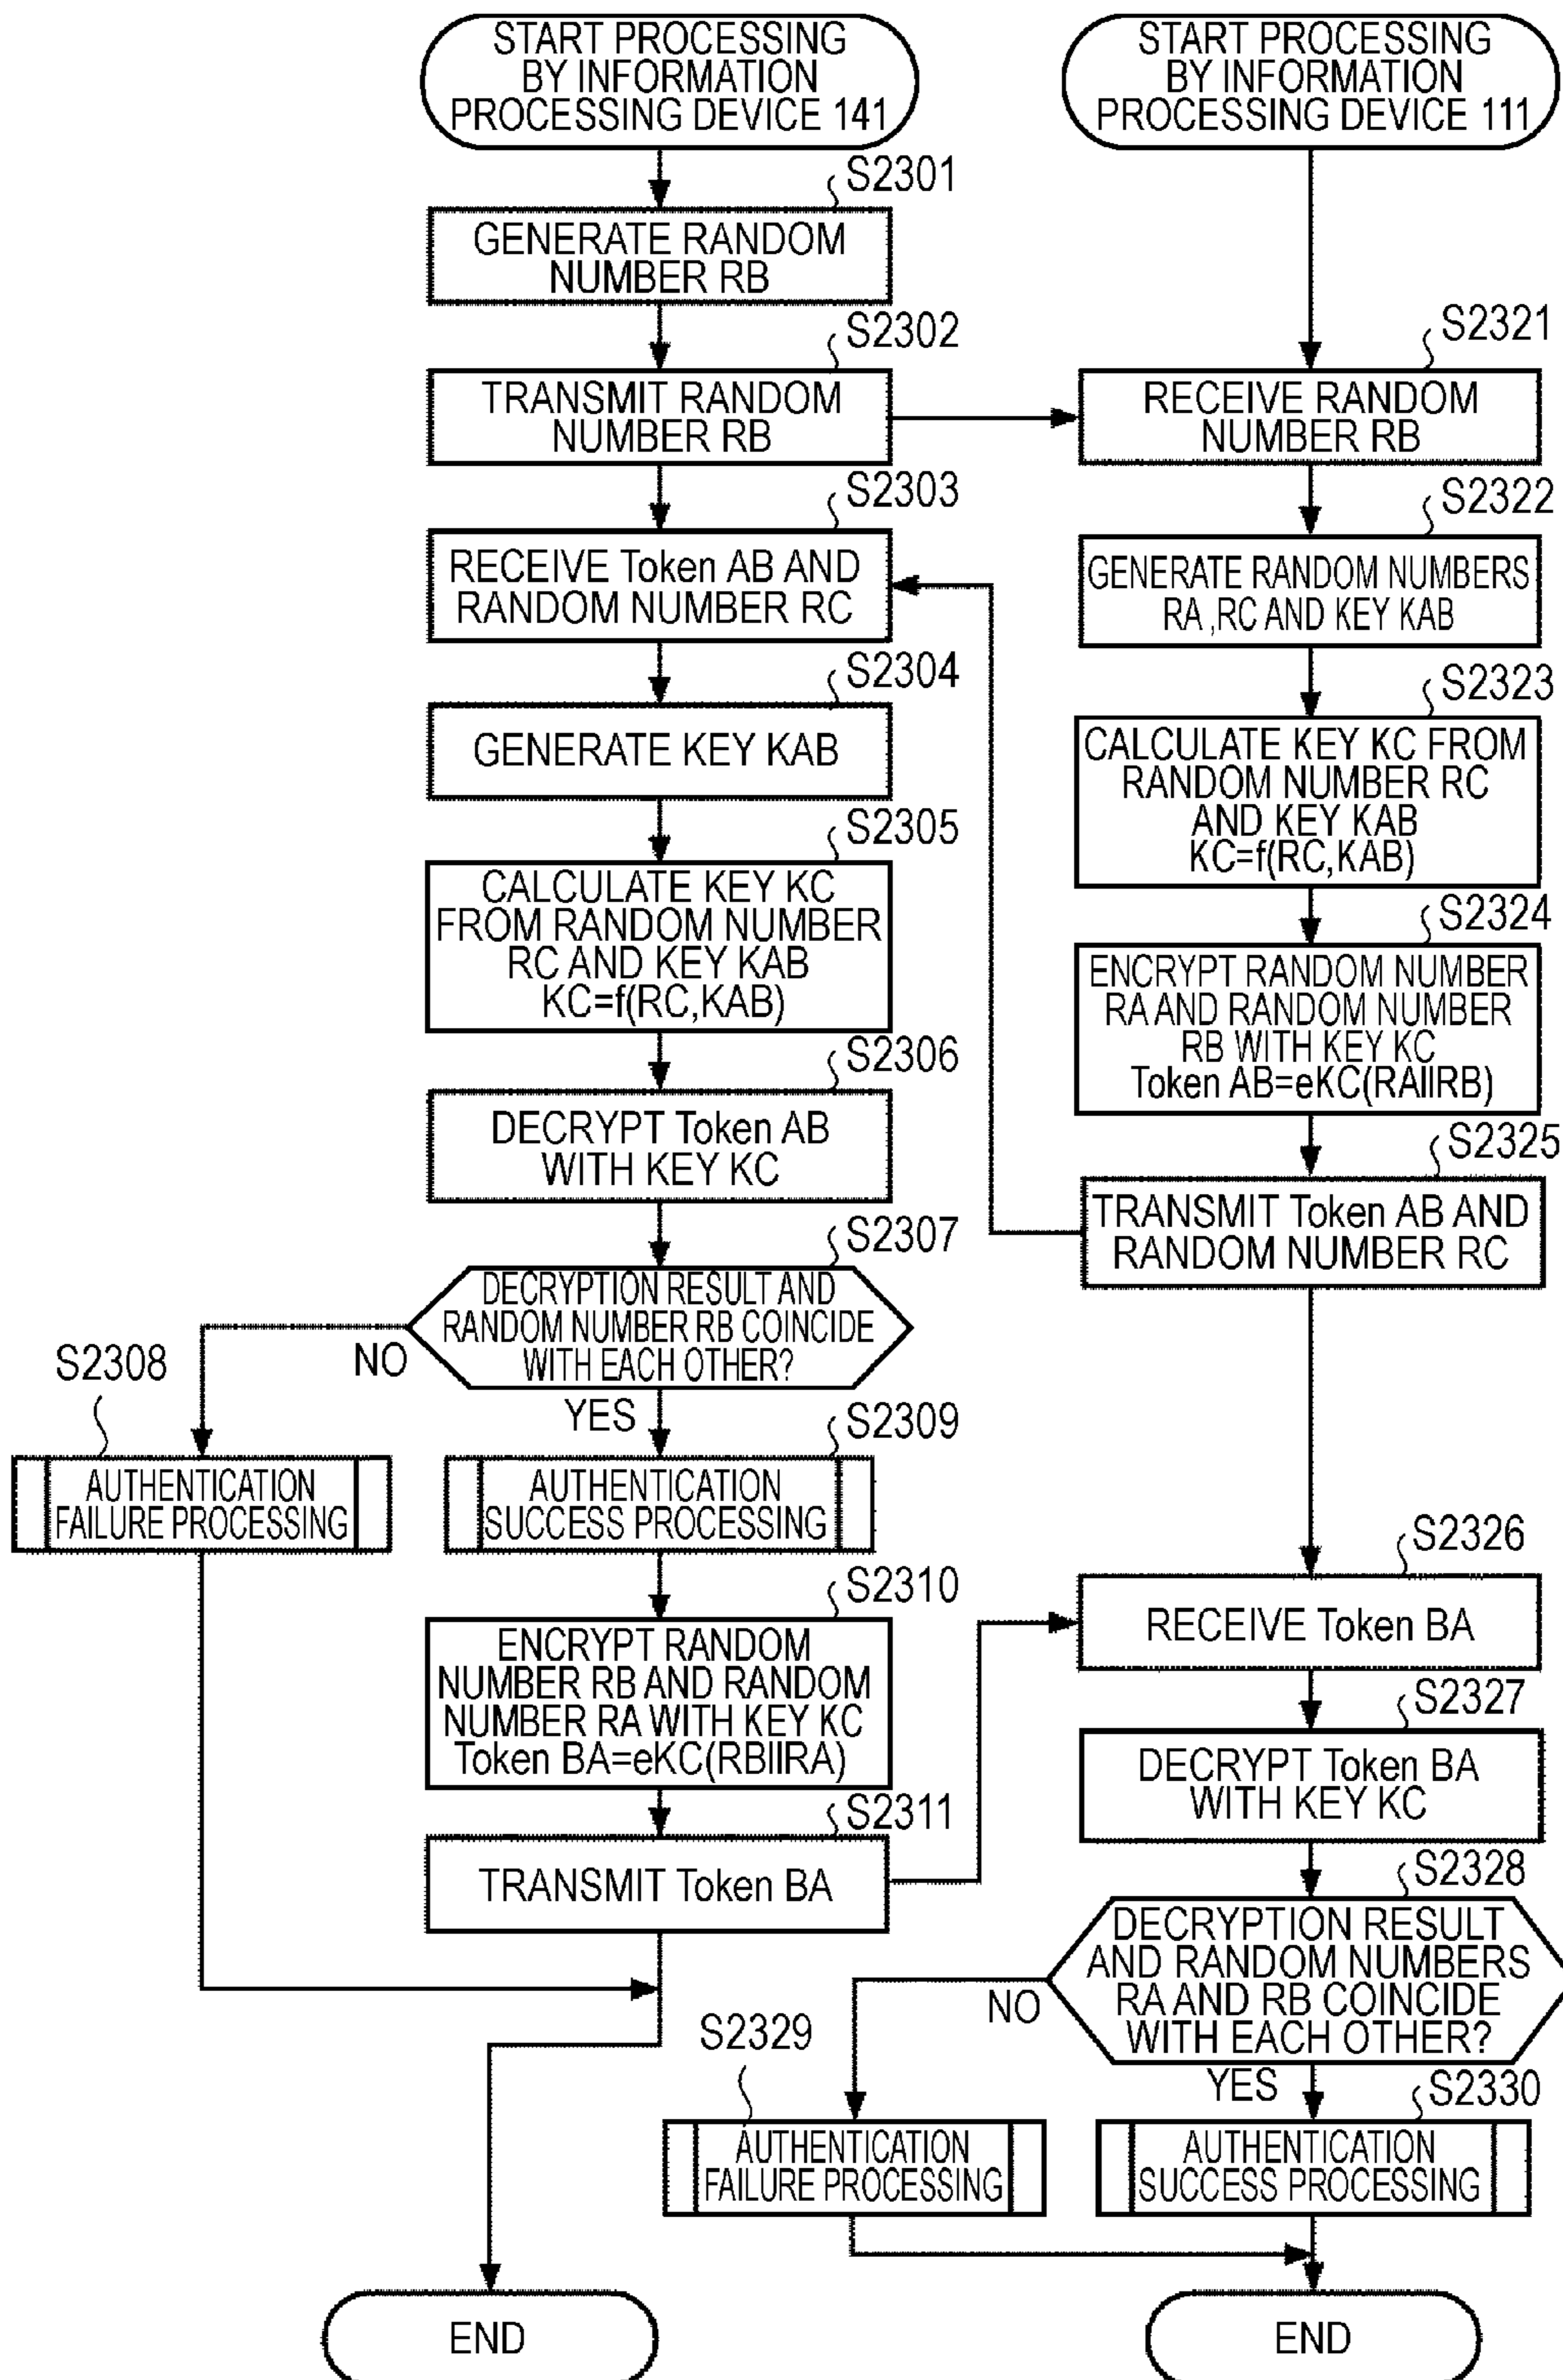 START PROCESSING
BY INFORMATION
PROCESSING DEVICE 141
S2301
GENERATE RANDOM
NUMBER RB
S2302
TRANSMIT RANDOM
NUMBER RB
S2303
RECEIVE Token AB AND
RANDOM NUMBER RC
S2304
GENERATE KEY KAB
S2305
CALCULATE KEY KC
FROM RANDOM NUMBER
RC AND KEY KAB
KC=f(RC,KAB)
S2306
DECRYPT Token AB
WITH KEY KC
S2307
DECRYPTION RESULT AND
RANDOM NUMBER RB COINCIDE
WITH EACH OTHER?
NO
YES
S2308
AUTHENTICATION
FAILURE PROCESSING
S2309
AUTHENTICATION
SUCCESS PROCESSING
S2310
ENCRYPT RANDOM
NUMBER RB AND RANDOM
NUMBER RA WITH KEY KC
Token BA=eKC(RBIIRA)
S2311
TRANSMIT Token BA
END
START PROCESSING
BY INFORMATION
PROCESSING DEVICE 111
S2321
RECEIVE RANDOM
NUMBER RB
S2322
GENERATE RANDOM NUMBERS
RA ,RC AND KEY KAB
S2323
CALCULATE KEY KC FROM
RANDOM NUMBER RC
AND KEY KAB
KC=f(RC,KAB)
S2324
ENCRYPT RANDOM NUMBER
RA AND RANDOM NUMBER
RB WITH KEY KC
Token AB=eKC(RAIIRB)
S2325
TRANSMIT Token AB AND
RANDOM NUMBER RC
S2326
RECEIVE Token BA
S2327
DECRYPT Token BA
WITH KEY KC
S2328
DECRYPTION RESULT
AND RANDOM NUMBERS
RA AND RB COINCIDE
WITH EACH OTHER?
NO
YES
S2329
AUTHENTICATION
FAILURE PROCESSING
S2330
AUTHENTICATION
SUCCESS PROCESSING
END